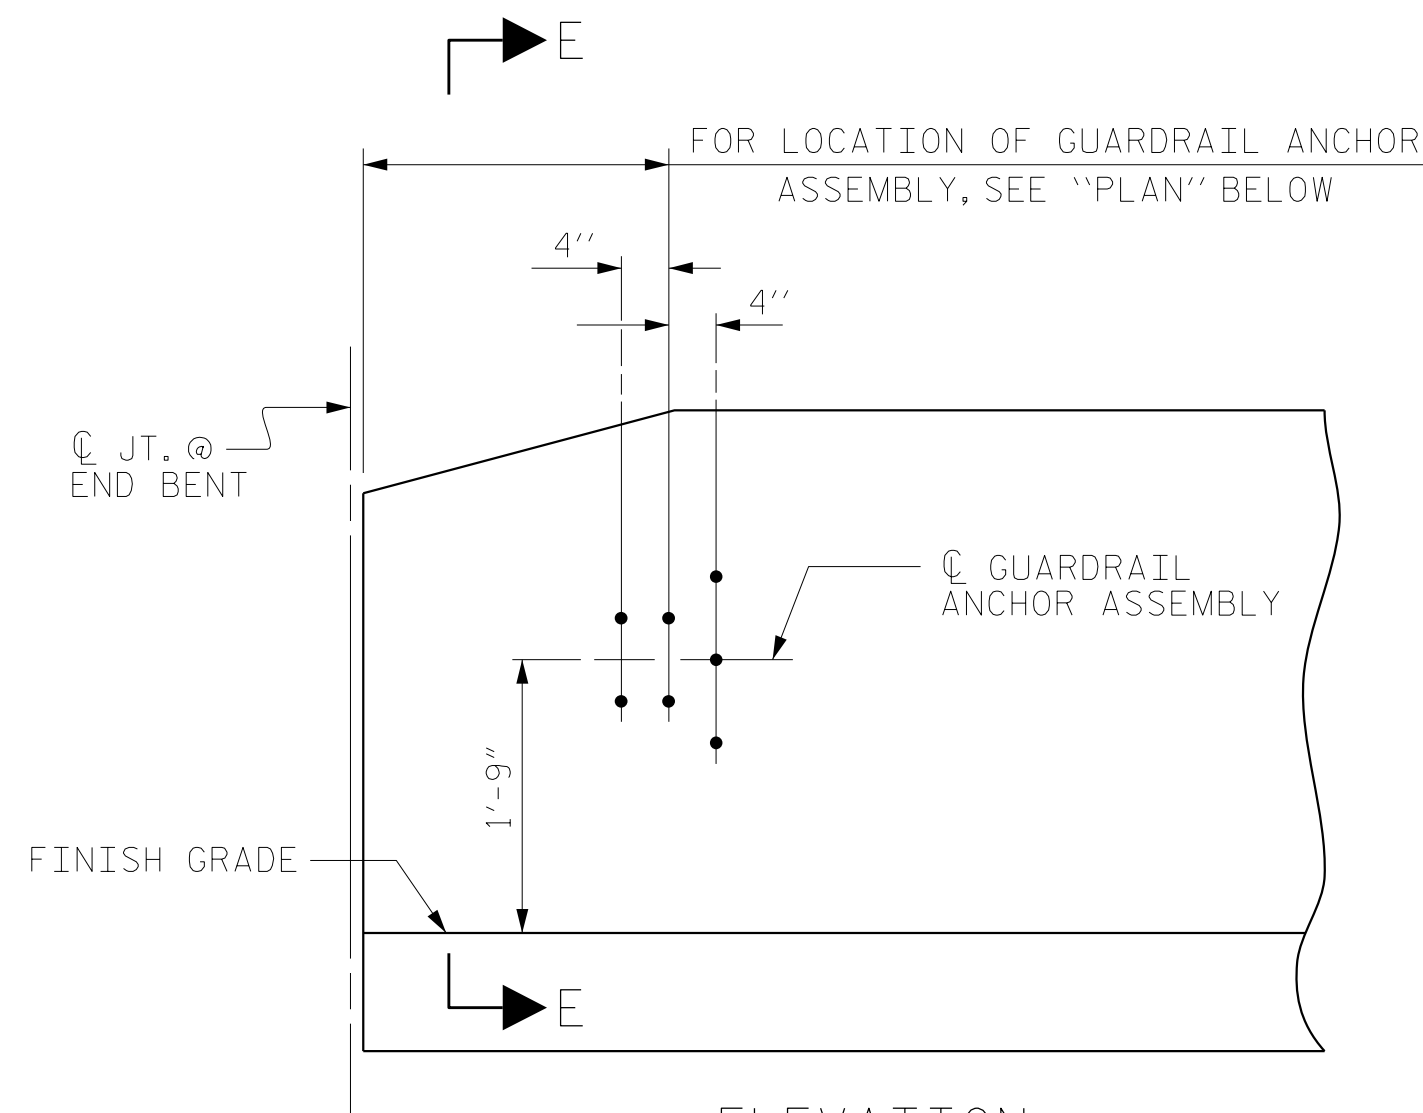 E
FOR LOCATION OF GUARDRAIL ANCHOR
ASSEMBLY, SEE ‵‵PLAN′′ BELOW
4′′
4′′
℄ JT. @
END BENT
℄ GUARDRAIL
ANCHOR ASSEMBLY
1′-9″
FINISH GRADE
E
ELEVATION